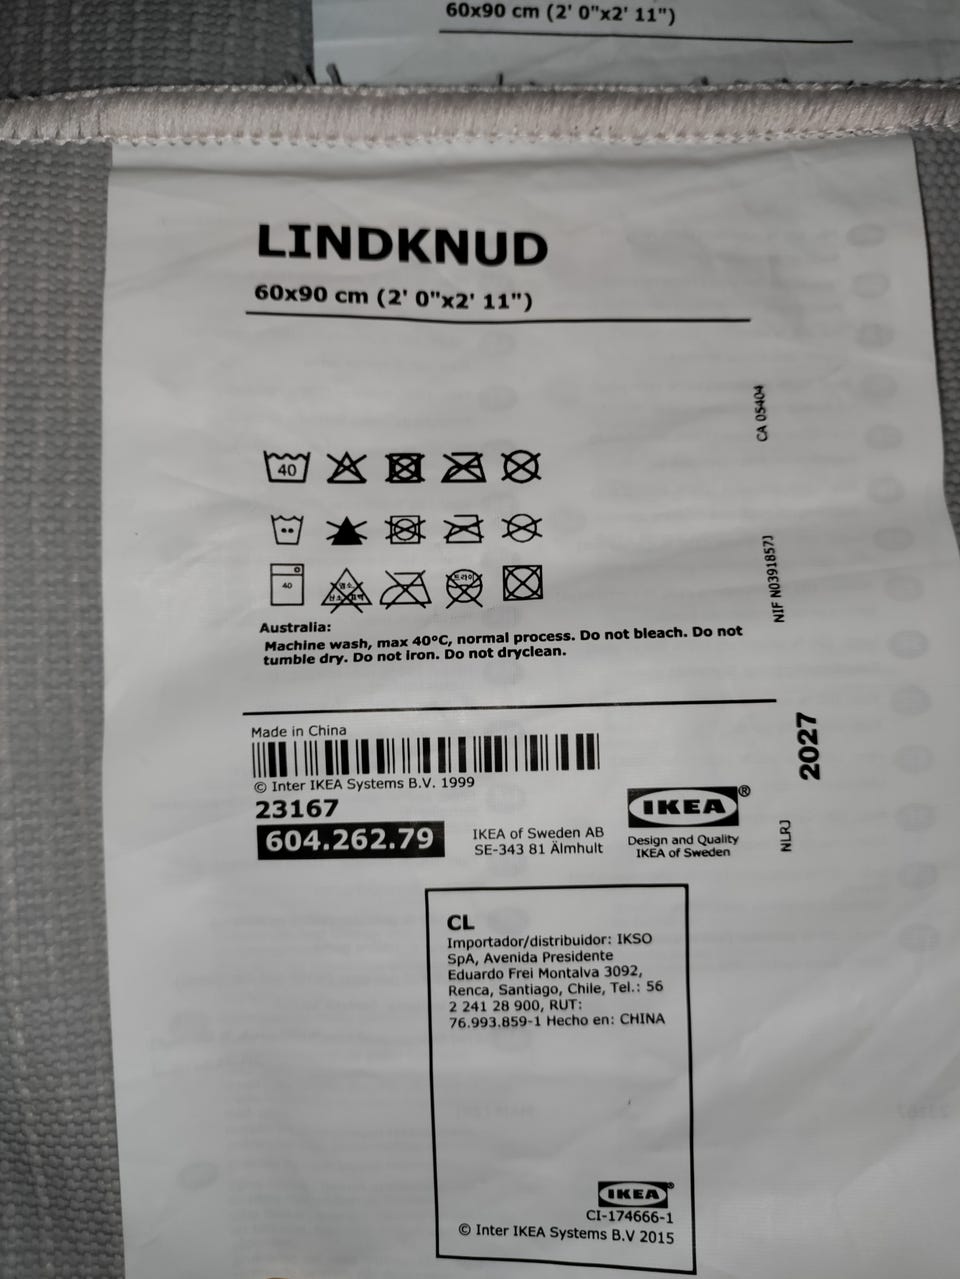 60x90 cm (2' 0"x2' 11")
LINDKNUD
60x90 cm (2' 0"x2' 11")
CA 05404
40
40
드라이
NIF N0391857J
Australia:
Machine wash, max 40°C, normal process. Do not bleach. Do not
tumble dry. Do not iron. Do not dryclean.
Made in China
© Inter IKEA Systems B.V. 1999
23167
604.262.79
IKEA of Sweden AB
SE-343 81 Älmhult
IKEA®
Design and Quality
IKEA of Sweden
2027
NLRJ
CL
Importador/distribuidor: IKSO
SpA, Avenida Presidente
Eduardo Frei Montalva 3092,
Renca, Santiago, Chile, Tel.: 56
2 241 28 900, RUT:
76.993.859-1 Hecho en: CHINA
IKEA®
CI-174666-1
© Inter IKEA Systems B.V 2015